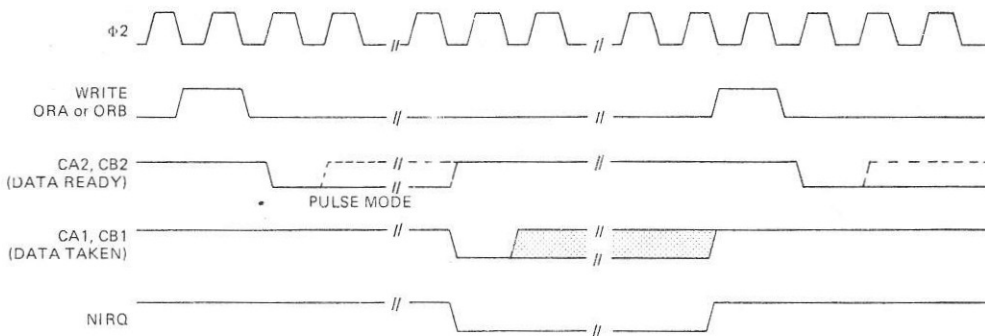 Φ2
WRITE
ORA or ORB
CA2, CB2
(DATA READY)
PULSE MODE
CA1, CB1
(DATA TAKEN)
NIRQ